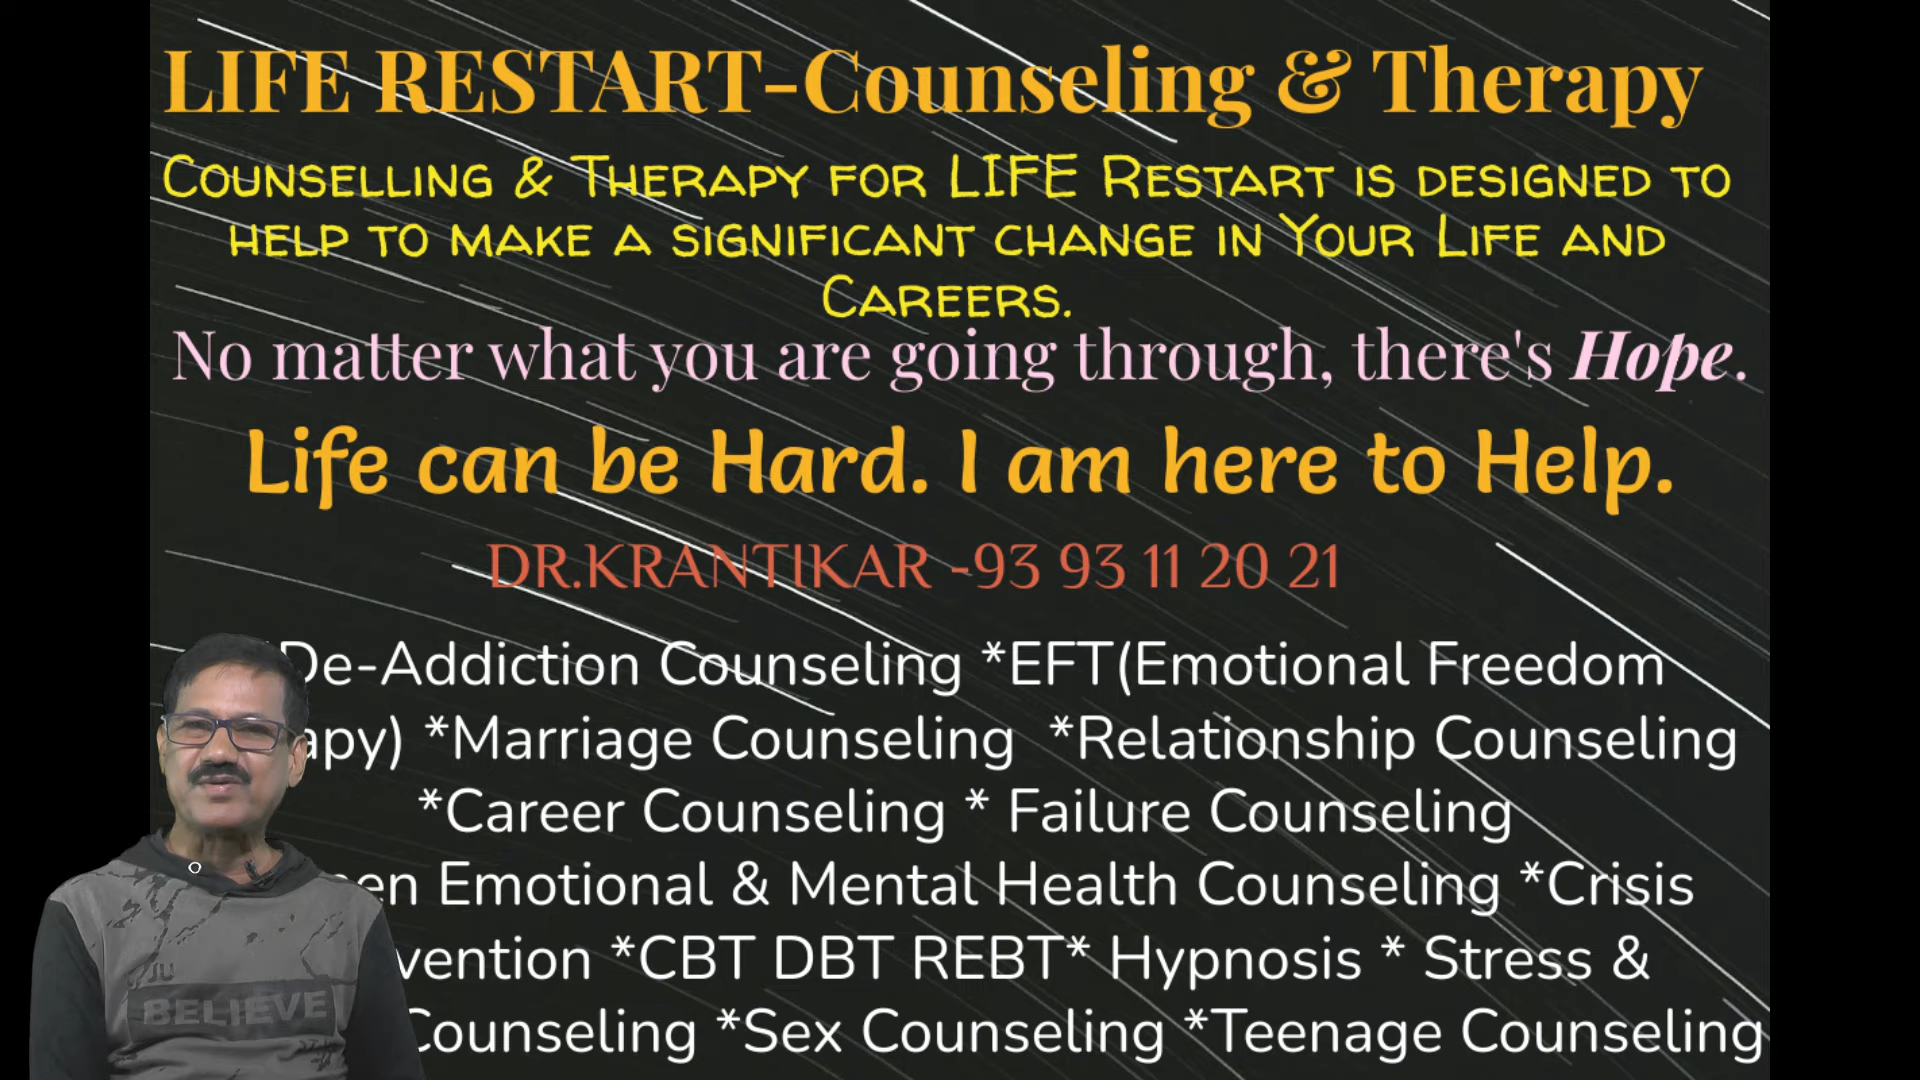 LIFE RESTART-Counseling & Therapy
COUNSELLING & THERAPY FOR LIFE RESTART IS DESIGNED TO
HELP TO MAKE A SIGNIFICANT CHANGE IN YOUR LIFE AND
CAREERS.
No matter what you are going through, there's Hope.
Life can be Hard. I am here to Help.
DR.KRANTIKAR -93 93 11 20 21
De-Addiction Counseling *EFT(Emotional Freedom
apy) *Marriage Counseling *Relationship Counseling
*Career Counseling * Failure Counseling
en Emotional & Mental Health Counseling *Crisis
vention *CBT DBT REBT* Hypnosis * Stress &
Counseling *Sex Counseling *Teenage Counseling
BELIEVE